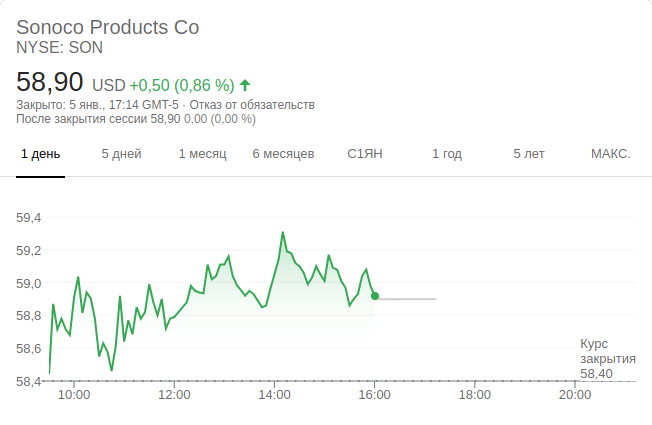 Sonoco Products Co
NYSE: SON
58,90 USD +0,50 (0,86 %) ↑
Закрыто: 5 янв., 17:14 GMT-5 · Отказ от обязательств
После закрытия сессии 58,90 0,00 (0,00 %)
1 день 5 дней 1 месяц 6 месяцев С1ЯН 1 год 5 лет МАКС.
59,4
59,2
59,0
58,8
58,6
58,4
Курс
закрытия
58,40
10:00 12:00 14:00 16:00 18:00 20:00